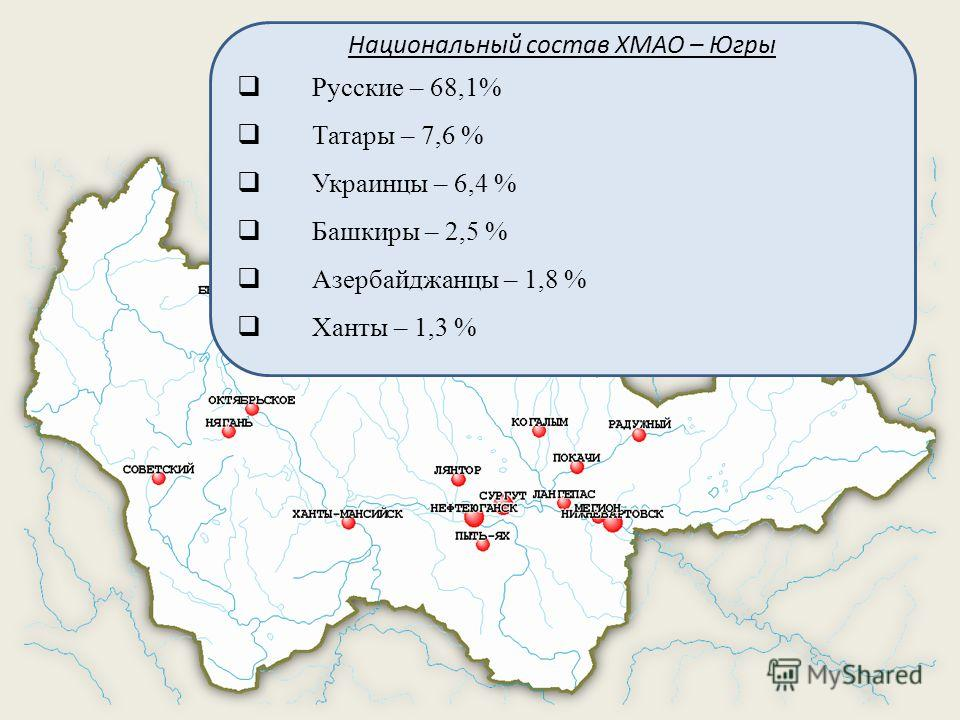 Национальный состав ХМАО – Югры
Русские – 68,1%
Татары – 7,6 %
Украинцы – 6,4 %
Башкиры – 2,5 %
Азербайджанцы – 1,8 %
Ханты – 1,3 %
ОКТЯБРЬСКОЕ
НЯГАНЬ
КОГАЛЫМ
РАДУЖНЫЙ
ПОКАЧИ
СОВЕТСКИЙ
ЛЯНТОР
СУРГУТ
ЛАНГЕПАС
НЕФТЕЮГАНСК
МЕГИОН
ХАНТЫ-МАНСИЙСК
НИЖНЕВАРТОВСК
ПЫТЬ-ЯХ
MyShared